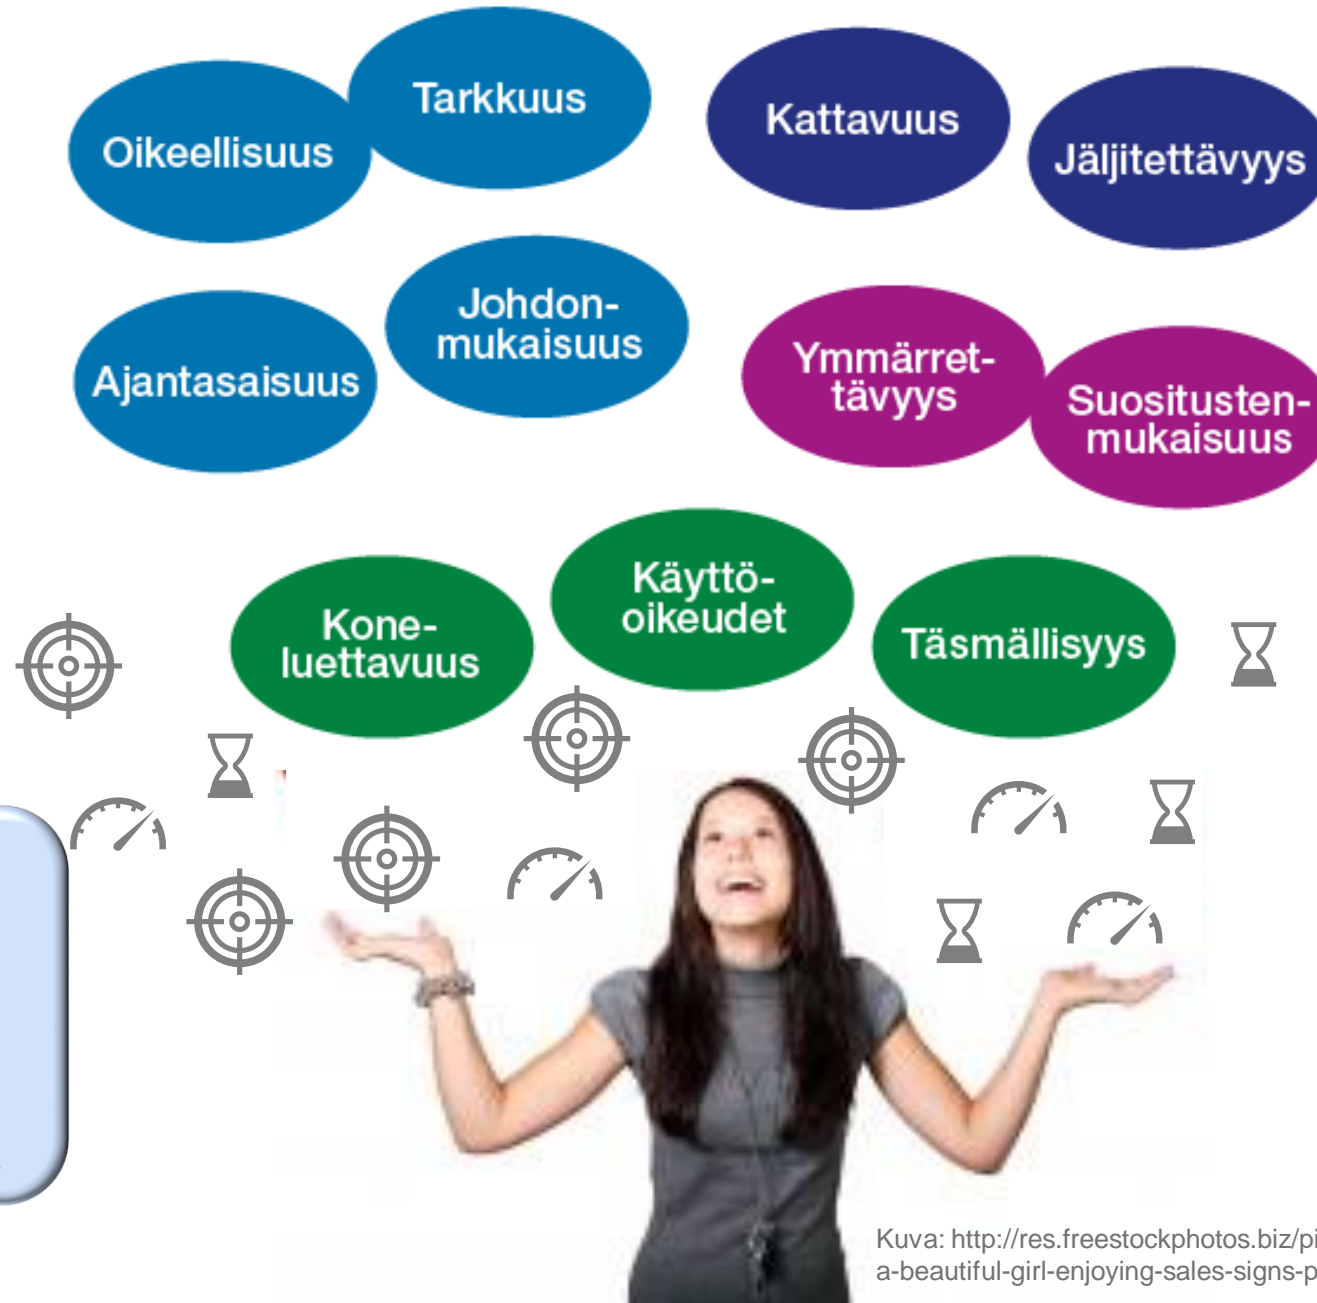 Tarkkuus
Oikeellisuus
Kattavuus
Jäljitettävyys
Johdon-
mukaisuus
Ajantasaisuus
Ymmärret-
tävyys
Suositusten-
mukaisuus
Kone-
luettavuus
Käyttö-
oikeudet
Täsmällisyys
Kuva: http://res.freestockphotos.biz/pi
a-beautiful-girl-enjoying-sales-signs-p